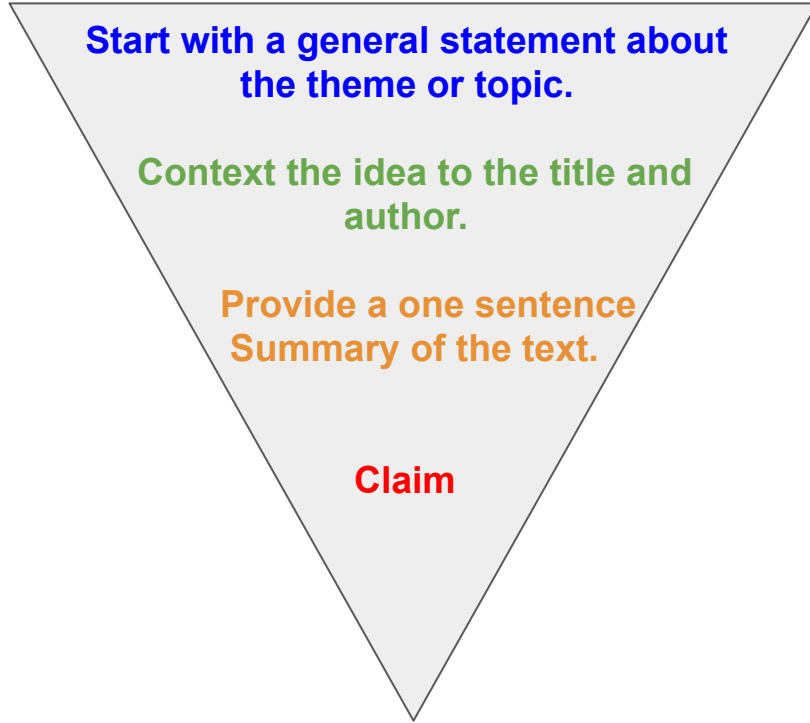 Start with a general statement about
the theme or topic.
Context the idea to the title and
author.
Provide a one sentence
Summary of the text.
Claim